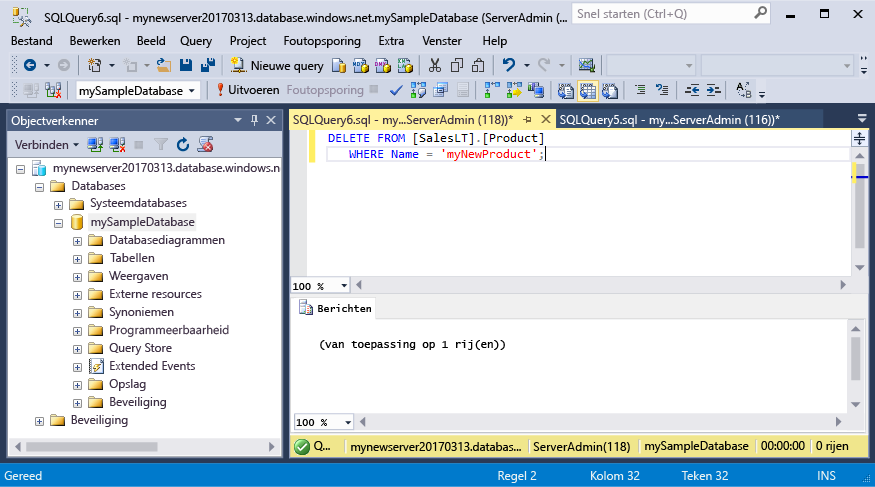 SQLQuery6.sql - mynewserver20170313.database.windows.net.mySampleDatabase (ServerAdmin (...
Snel starten (Ctrl+Q)
Bestand Bewerken Beeld Query Project Foutopsporing Extra Venster Help
Nieuwe query
MDX DMX XMLA DAX
mySampleDatabase Uitvoeren Foutopsporing
Objectverkenner
SQLQuery6.sql - my...ServerAdmin (118))* SQLQuery5.sql - my...ServerAdmin (116))*
Verbinden
mynewserver20170313.database.windows.n
Databases
Systeemdatabases
mySampleDatabase
Databasediagrammen
Tabellen
Weergaven
Externe resources
Synoniemen
Programmeerbaarheid
Query Store
Extended Events
Opslag
Beveiliging
Beveiliging
DELETE FROM [SalesLT].[Product]
WHERE Name = 'myNewProduct';
100 %
Berichten
(van toepassing op 1 rij(en))
100 %
Q... mynewserver20170313.databas... ServerAdmin(118) mySampleDatabase 00:00:00 0 rijen
Gereed Regel 2 Kolom 32 Teken 32 INS